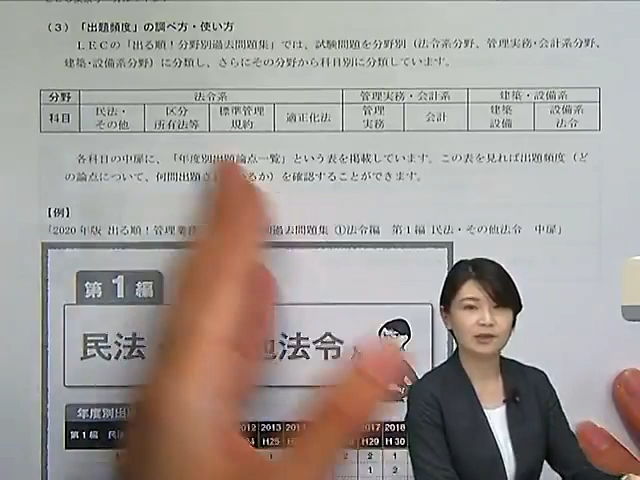 (3)「出題頻度」の調べ方・使い方
LECの「出る順！分野別過去問題集」では、試験問題を分野別（法令系分野、管理実務・会計系分野、
建築・設備系分野）に分類し、さらにその分野から科目別に分類しています。
分野 法令系 管理実務・会計系 建築・設備系
科目 民法・その他 区分所有法等 標準管理規約 適正化法 管理実務 会計 建築設備 設備系法令
各科目の中扉に、「年度別出題論点一覧」という表を掲載しています。この表を見れば出題頻度（ど
の論点について、何問出題さ るか）を確認することができます。
【例】
「2020年版 出る順！管理業 過去問題集 ①法令編 第1編 民法・その他法令 中扉」
第1編
民法 他法令
年度別出
第1編 民 2012 2013 2017 2018
24 H25 H29 H30
2 2 1
1 2